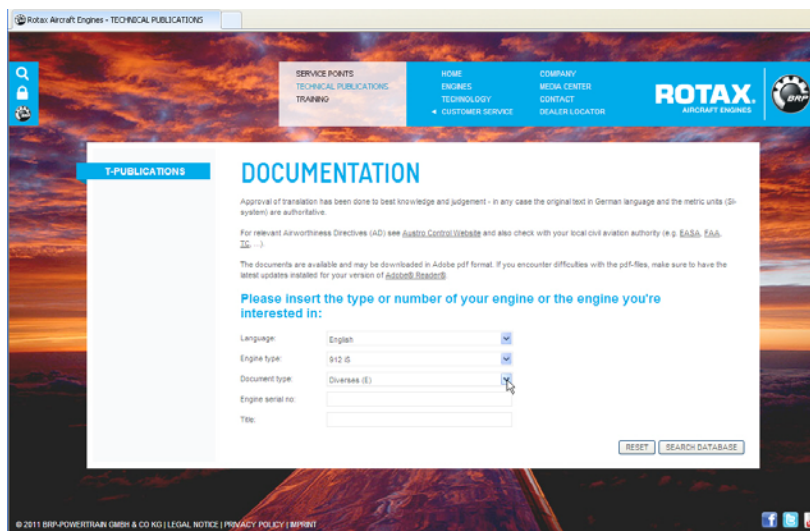 Rotax Aircraft Engines - TECHNICAL PUBLICATIONS
SERVICE POINTS
TECHNICAL PUBLICATIONS
TRAINING
HOME
ENGINES
TECHNOLOGY
CUSTOMER SERVICE
COMPANY
MEDIA CENTER
CONTACT
DEALER LOCATOR
ROTAX.
AIRCRAFT ENGINES
BRP
T-PUBLICATIONS
DOCUMENTATION
Approval of translation has been done to best knowledge and judgement - in any case the original text in German language and the metric units (SI-
system) are authoritative.
For relevant Airworthiness Directives (AD) see Austro Control Website and also check with your local civil aviation authority (e.g. EASA, FAA,
TC, ...).
The documents are available and may be downloaded in Adobe pdf format. If you encounter difficulties with the pdf-files, make sure to have the
latest updates installed for your version of Adobe® Reader®.
Please insert the type or number of your engine or the engine you're
interested in:
Language: English
Engine type: 912 iS
Document type: Diverses (E)
Engine serial no:
Title:
RESET SEARCH DATABASE
© 2011 BRP-POWERTRAIN GMBH & CO KG | LEGAL NOTICE | PRIVACY POLICY | IMPRINT